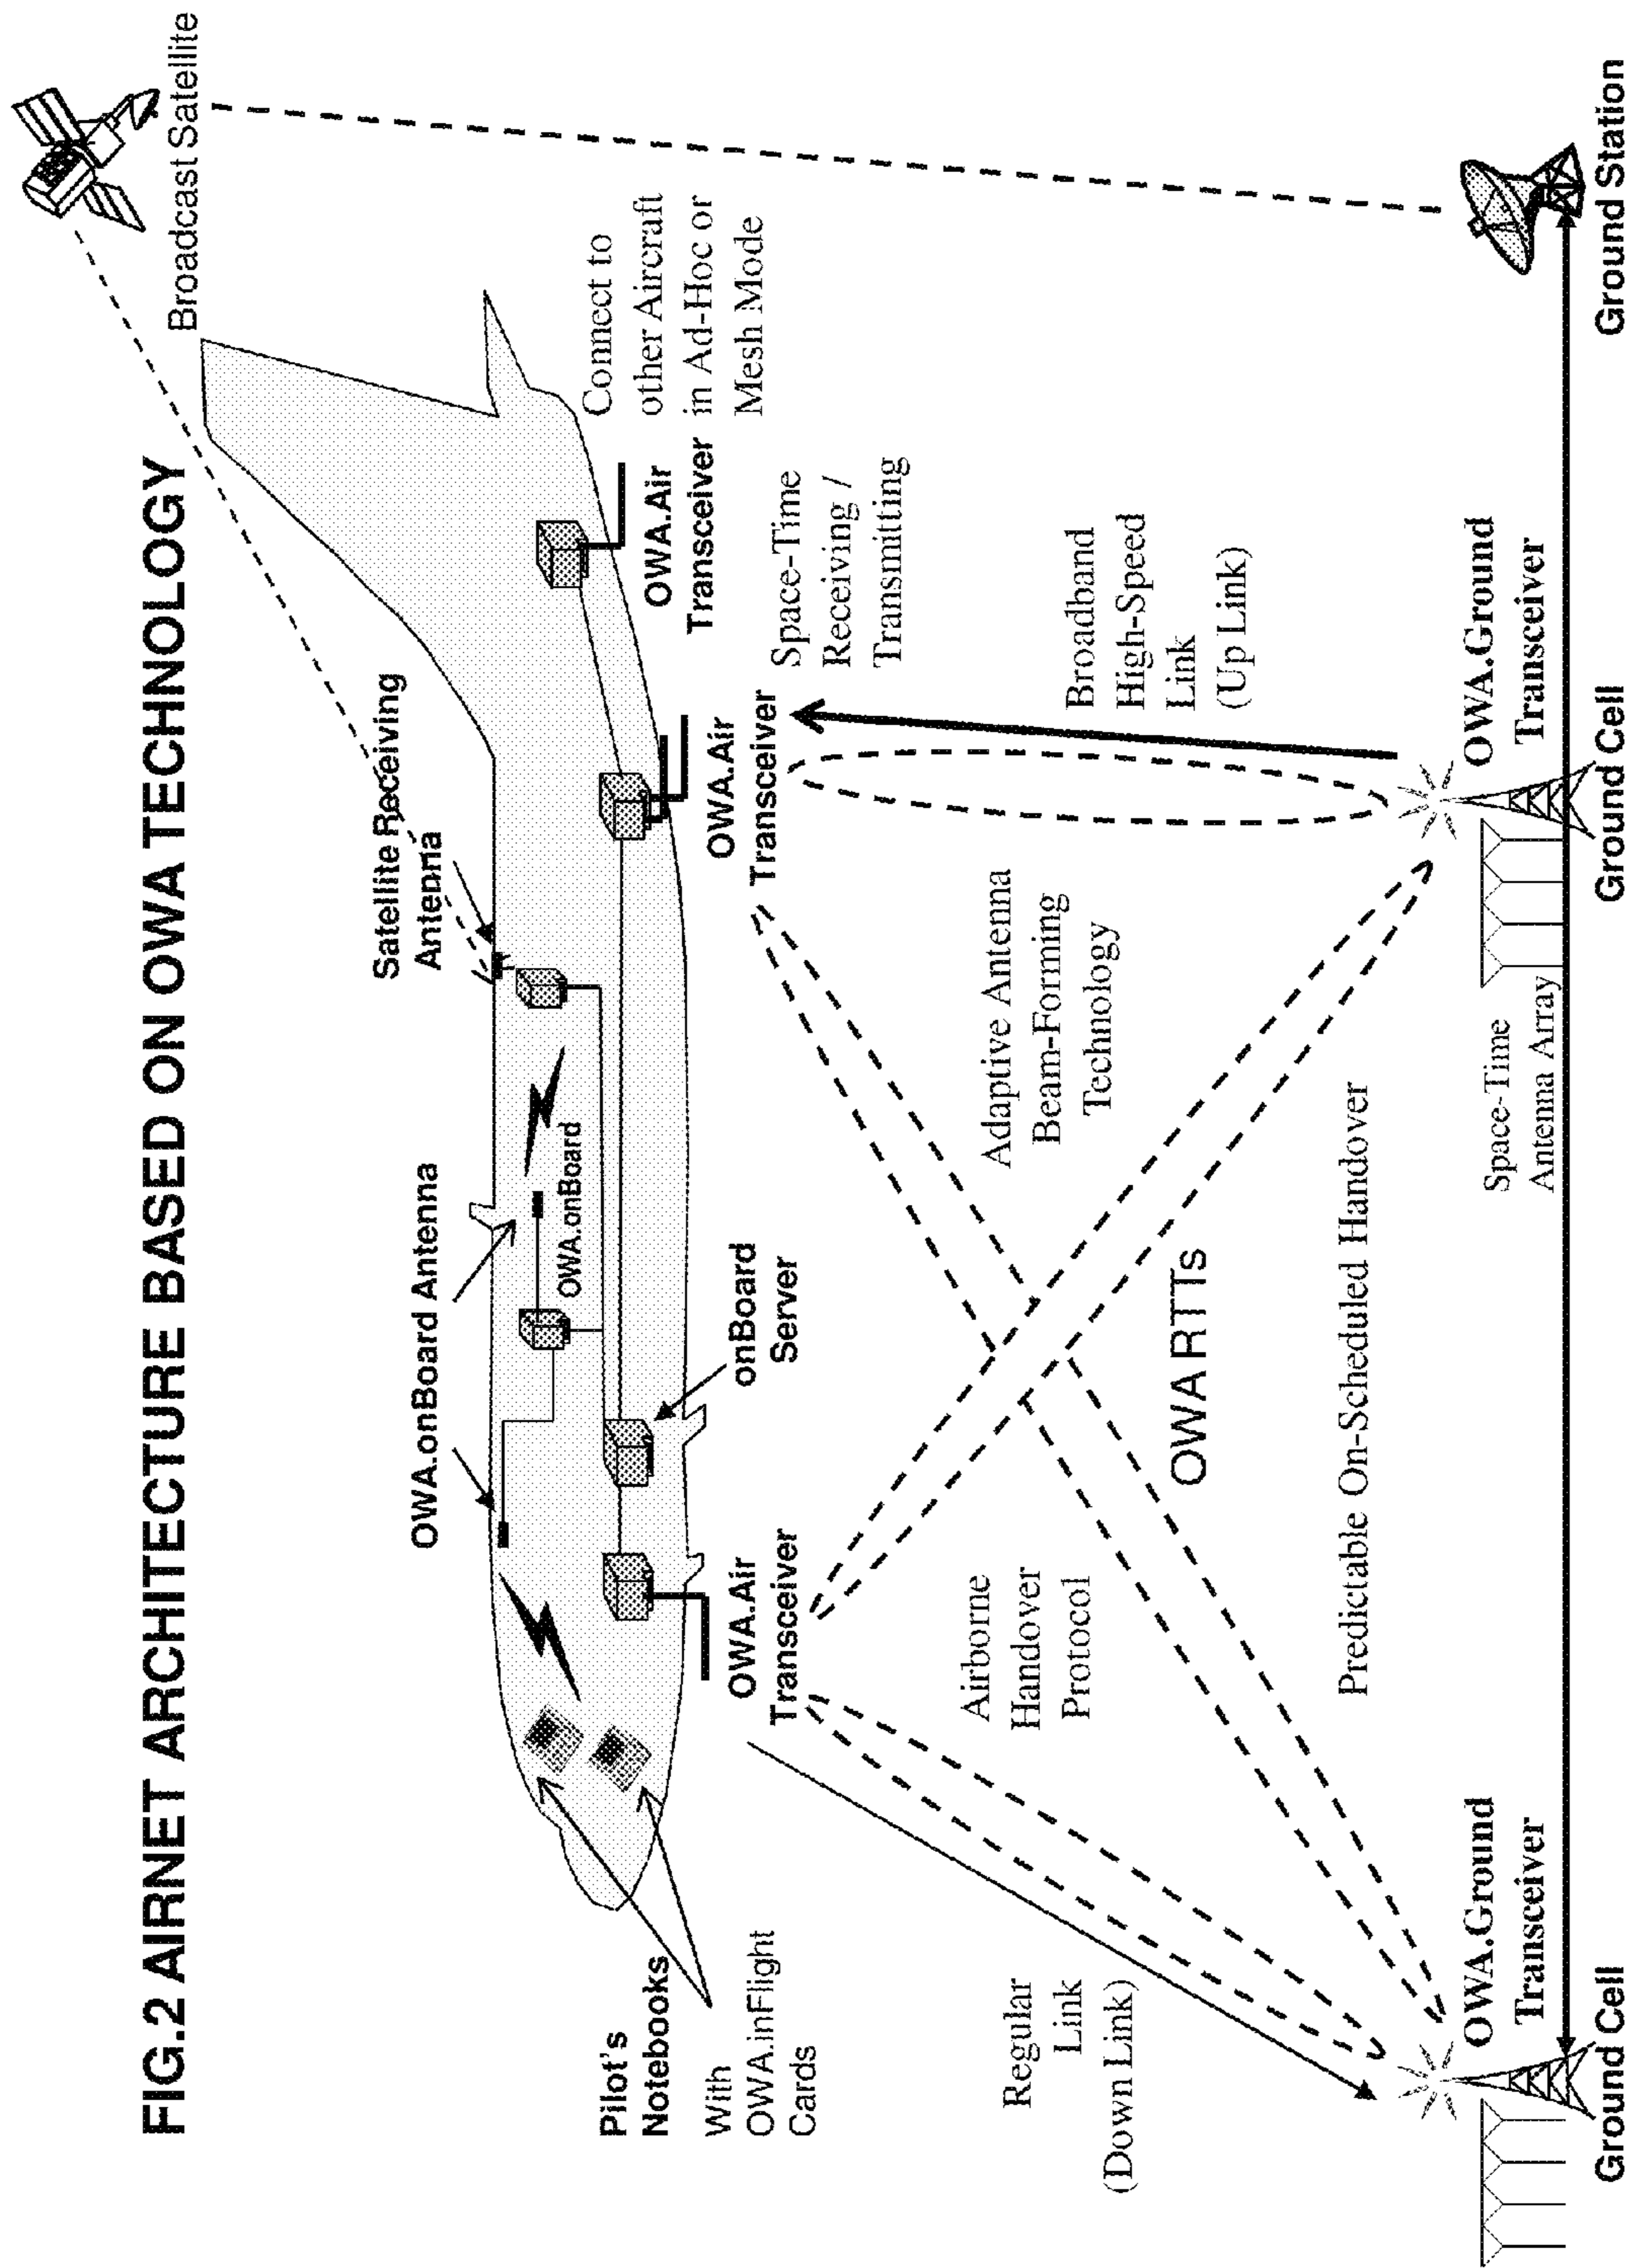 FIG.2 AIRNET ARCHITECTURE BASED ON OWA TECHNOLOGY
Broadcast Satellite
Satellite Receiving
Antenna
OWA.onBoard Antenna
OWA.onBoard
onBoard
Server
Pilot's
Notebooks
With
OWA.inFlight
Cards
OWA.Air
Transceiver
OWA.Air
Transceiver
OWA.Air
Transceiver
Connect to
other Aircraft
in Ad-Hoc or
Mesh Mode
Space-Time
Receiving /
Transmitting
Regular
Link
(Down Link)
Airborne
Handover
Protocol
Adaptive Antenna
Beam-Forming
Technology
Broadband
High-Speed
Link
(Up Link)
OWA RTTs
Predictable On-Scheduled Handover
OWA.Ground
Transceiver
Space-Time
Antenna Array
OWA.Ground
Transceiver
Ground Cell
Ground Cell
Ground Station